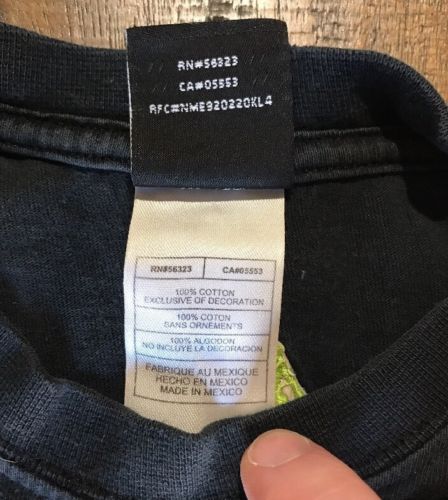 RN#56323
CA#05553
RFC#NME920220KL4
RN#56323 CA#05553
100% COTTON
EXCLUSIVE OF DECORATION
100% COTON
SANS ORNEMENTS
100% ALGODON
NO INCLUYE LA DECORACIÓN
FABRIQUE AU MEXIQUE
HECHO EN MEXICO
MADE IN MEXICO